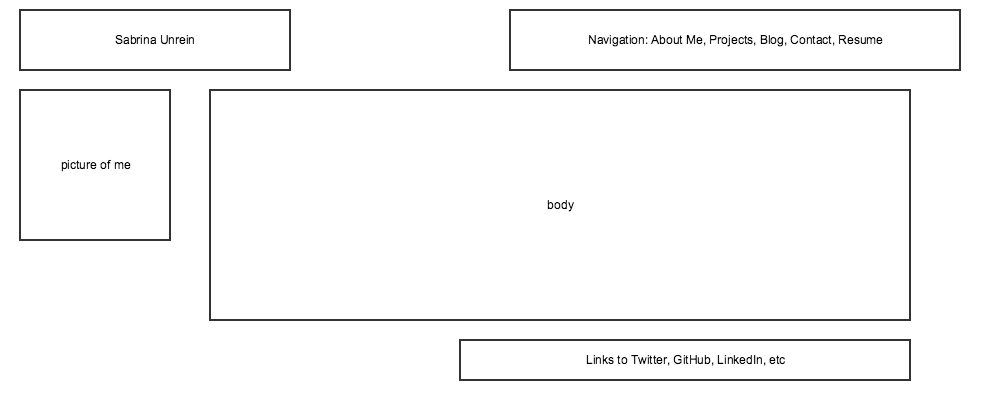 Sabrina Unrein
Navigation: About Me, Projects, Blog, Contact, Resume
picture of me
body
Links to Twitter, GitHub, LinkedIn, etc